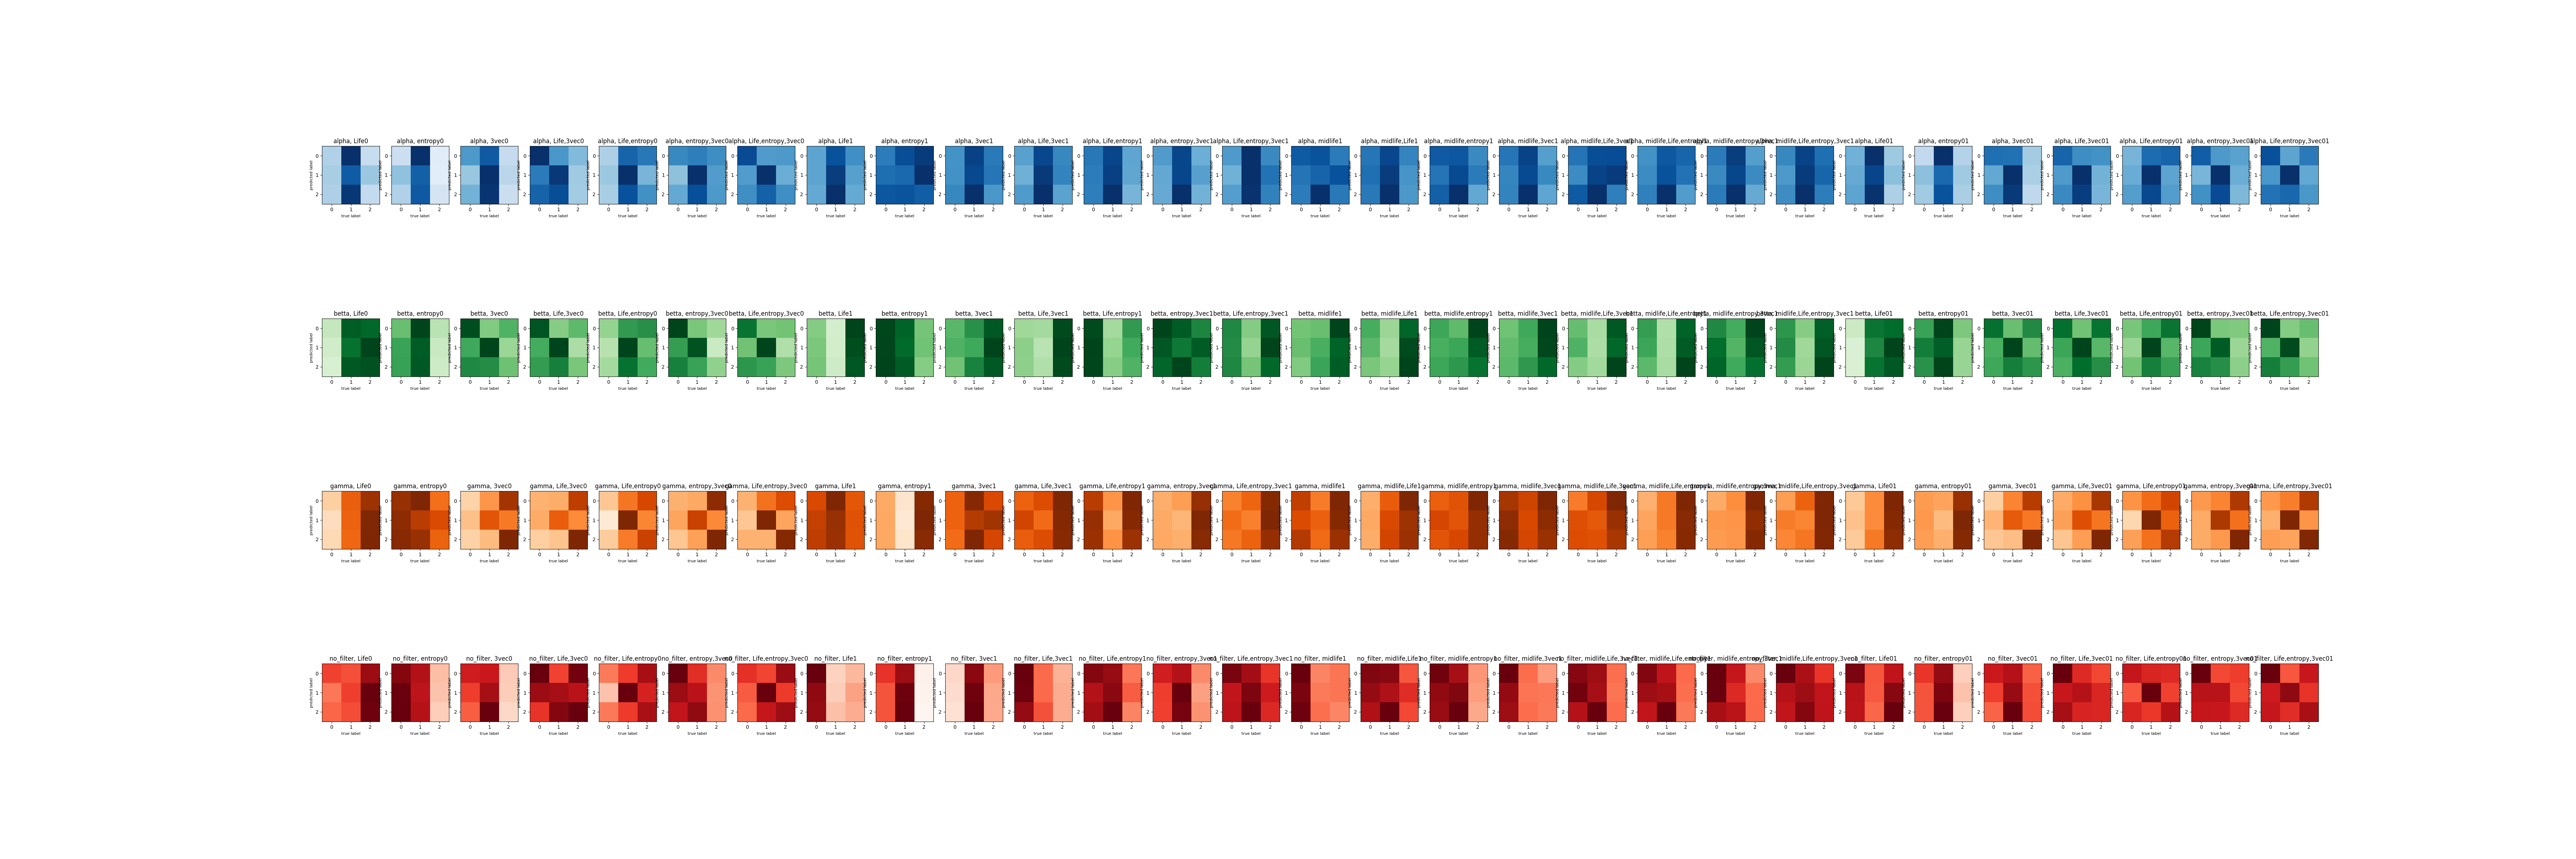 alpha, Life0 alpha, entropy0 alpha, 3vec0 alpha, Life,3vec0 alpha, Life,entropy0 alpha, entropy,3vec0 alpha, Life,entropy,3vec0 alpha, Life1 alpha, entropy1 alpha, 3vec1 alpha, Life,3vec1 alpha, Life,entropy1 alpha, entropy,3vec1 alpha, Life,entropy,3vec1 alpha, midlife1 alpha, midlife,Life1 alpha, midlife,entropy1 alpha, midlife,3vec1 alpha, midlife,Life,3vec1 alpha, midlife,Life,entropy1 alpha, midlife,entropy,3vec1 alpha, midlife,Life,entropy,3vec1 alpha, Life01 alpha, entropy01 alpha, 3vec01 alpha, Life,3vec01 alpha, Life,entropy01 alpha, entropy,3vec01 alpha, Life,entropy,3vec01
predicted label
0
1
2
0 1 2
true label
betta, Life0 betta, entropy0 betta, 3vec0 betta, Life,3vec0 betta, Life,entropy0 betta, entropy,3vec0 betta, Life,entropy,3vec0 betta, Life1 betta, entropy1 betta, 3vec1 betta, Life,3vec1 betta, Life,entropy1 betta, entropy,3vec1 betta, Life,entropy,3vec1 betta, midlife1 betta, midlife,Life1 betta, midlife,entropy1 betta, midlife,3vec1 betta, midlife,Life,3vec1 betta, midlife,Life,entropy1 betta, midlife,entropy,3vec1 betta, midlife,Life,entropy,3vec1 betta, Life01 betta, entropy01 betta, 3vec01 betta, Life,3vec01 betta, Life,entropy01 betta, entropy,3vec01 betta, Life,entropy,3vec01
predicted label
0
1
2
0 1 2
true label
gamma, Life0 gamma, entropy0 gamma, 3vec0 gamma, Life,3vec0 gamma, Life,entropy0 gamma, entropy,3vec0 gamma, Life,entropy,3vec0 gamma, Life1 gamma, entropy1 gamma, 3vec1 gamma, Life,3vec1 gamma, Life,entropy1 gamma, entropy,3vec1 gamma, Life,entropy,3vec1 gamma, midlife1 gamma, midlife,Life1 gamma, midlife,entropy1 gamma, midlife,3vec1 gamma, midlife,Life,3vec1 gamma, midlife,Life,entropy1 gamma, midlife,entropy,3vec1 gamma, midlife,Life,entropy,3vec1 gamma, Life01 gamma, entropy01 gamma, 3vec01 gamma, Life,3vec01 gamma, Life,entropy01 gamma, entropy,3vec01 gamma, Life,entropy,3vec01
predicted label
0
1
2
0 1 2
true label
no_filter, Life0 no_filter, entropy0 no_filter, 3vec0 no_filter, Life,3vec0 no_filter, Life,entropy0 no_filter, entropy,3vec0 no_filter, Life,entropy,3vec0 no_filter, Life1 no_filter, entropy1 no_filter, 3vec1 no_filter, Life,3vec1 no_filter, Life,entropy1 no_filter, entropy,3vec1 no_filter, Life,entropy,3vec1 no_filter, midlife1 no_filter, midlife,Life1 no_filter, midlife,entropy1 no_filter, midlife,3vec1 no_filter, midlife,Life,3vec1 no_filter, midlife,Life,entropy1 no_filter, midlife,entropy,3vec1 no_filter, midlife,Life,entropy,3vec1 no_filter, Life01 no_filter, entropy01 no_filter, 3vec01 no_filter, Life,3vec01 no_filter, Life,entropy01 no_filter, entropy,3vec01 no_filter, Life,entropy,3vec01
predicted label
0
1
2
0 1 2
true label